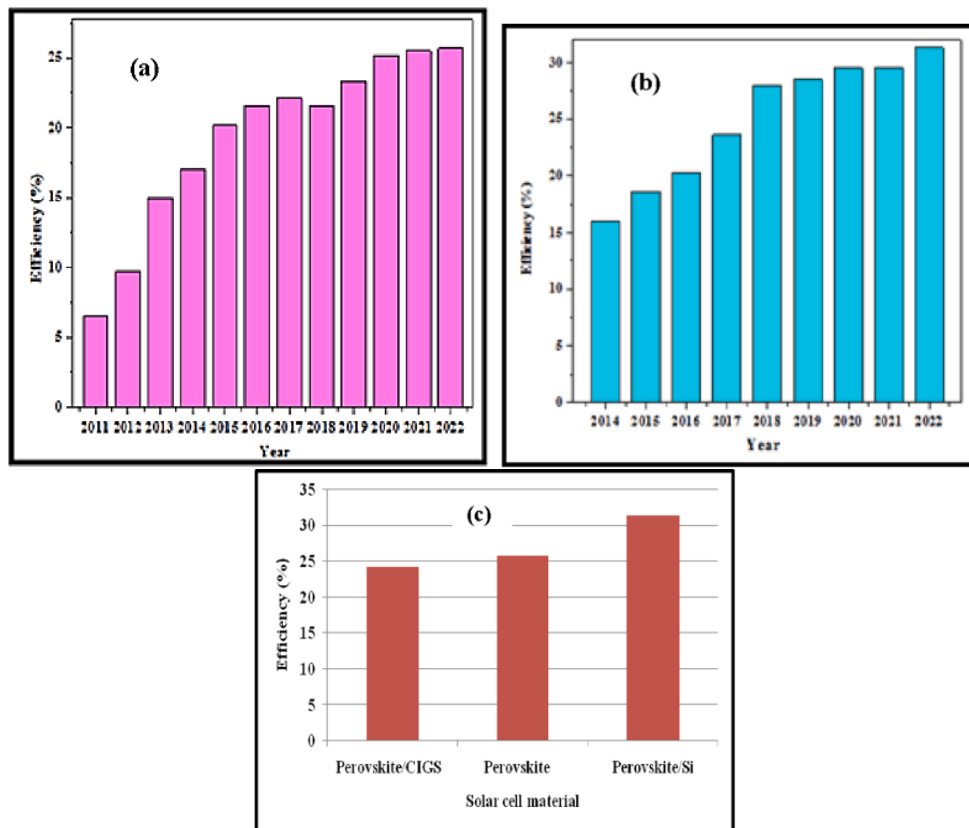 (a)
Efficiency (%)
25
20
15
10
5
0
2011 2012 2013 2014 2015 2016 2017 2018 2019 2020 2021 2022
Year
(b)
Efficiency (%)
30
25
20
15
10
5
0
2014 2015 2016 2017 2018 2019 2020 2021 2022
Year
(c)
Efficiency (%)
35
30
25
20
15
10
5
0
Perovskite/CIGS Perovskite Perovskite/Si
Solar cell material